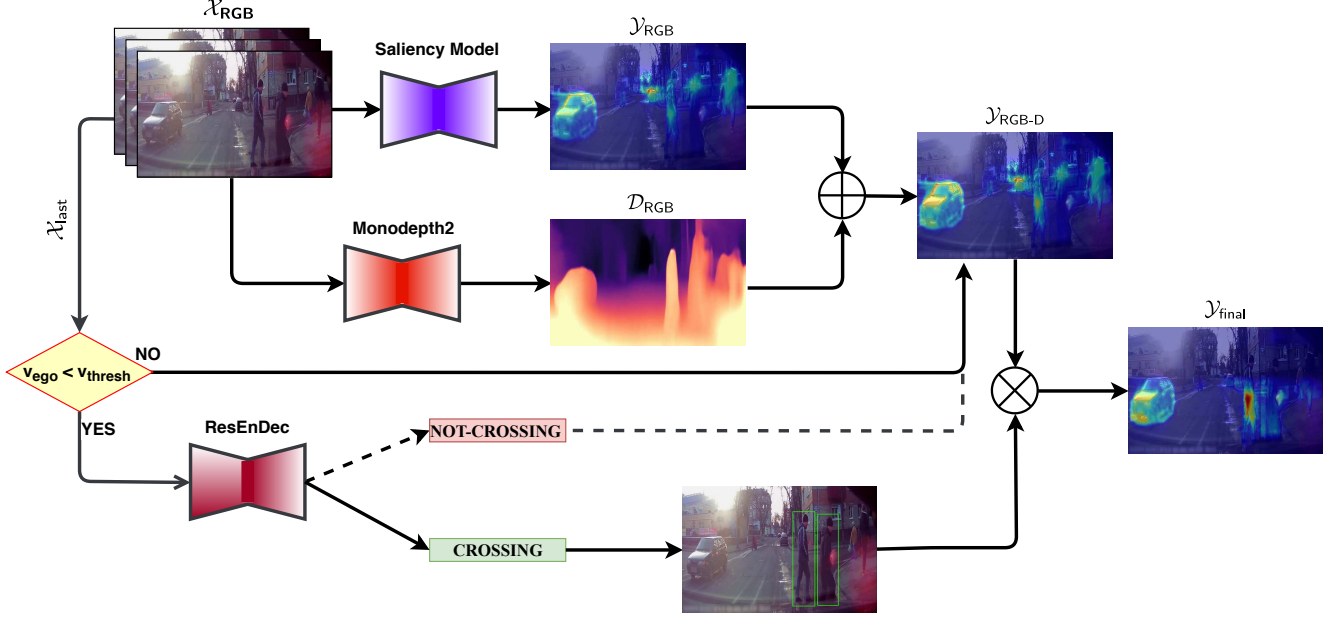 𝒳RGB
Saliency Model
𝒴RGB
𝒴RGB-D
𝒳last
Monodepth2
𝒟RGB
𝒴final
NO
vego < vthresh
YES
ResEnDec
NOT-CROSSING
CROSSING